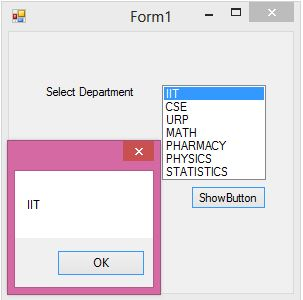 Form1
Select Department
IIT
CSE
URP
MATH
PHARMACY
PHYSICS
STATISTICS
ShowButton
IIT
OK